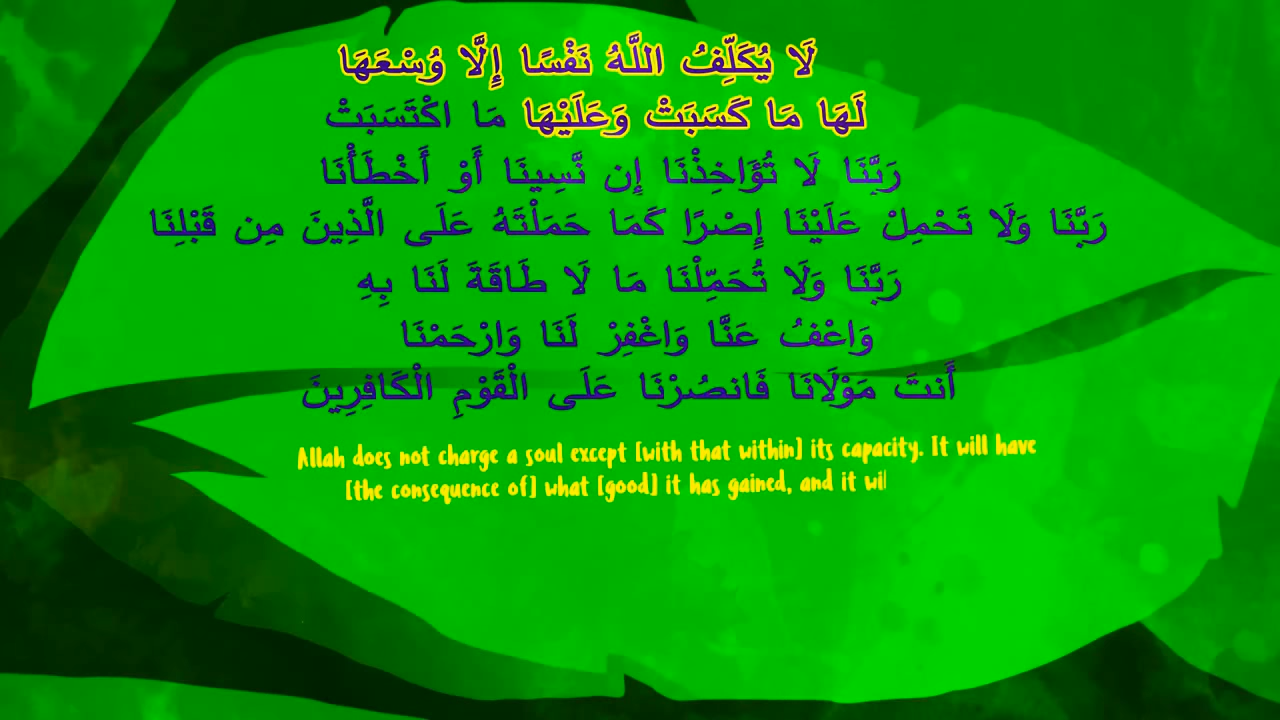 لَا يُكَلِّفُ اللَّهُ نَفْسًا إِلَّا وُسْعَهَا
لَهَا مَا كَسَبَتْ وَعَلَيْهَا مَا اكْتَسَبَتْ
رَبَّنَا لَا تُؤَاخِذْنَا إِن نَّسِينَا أَوْ أَخْطَأْنَا
رَبَّنَا وَلَا تَحْمِلْ عَلَيْنَا إِصْرًا كَمَا حَمَلْتَهُ عَلَى الَّذِينَ مِن قَبْلِنَا
رَبَّنَا وَلَا تُحَمِّلْنَا مَا لَا طَاقَةَ لَنَا بِهِ
وَاعْفُ عَنَّا وَاغْفِرْ لَنَا وَارْحَمْنَا
أَنتَ مَوْلَانَا فَانصُرْنَا عَلَى الْقَوْمِ الْكَافِرِينَ
Allah does not charge a soul except [with that within] its capacity. It will have
[the consequence of] what [good] it has gained, and it wil